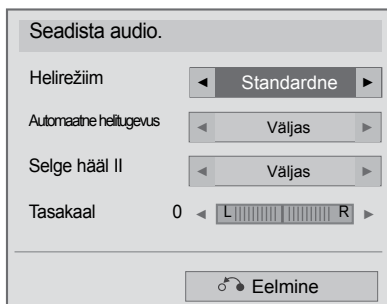 Seadista audio.
Helirežiim ◄ Standardne ►
Automaatne helitugevus ◄ Väljas ►
Selge hääl II ◄ Väljas ►
Tasakaal 0 ◄ L R ►
Eelmine